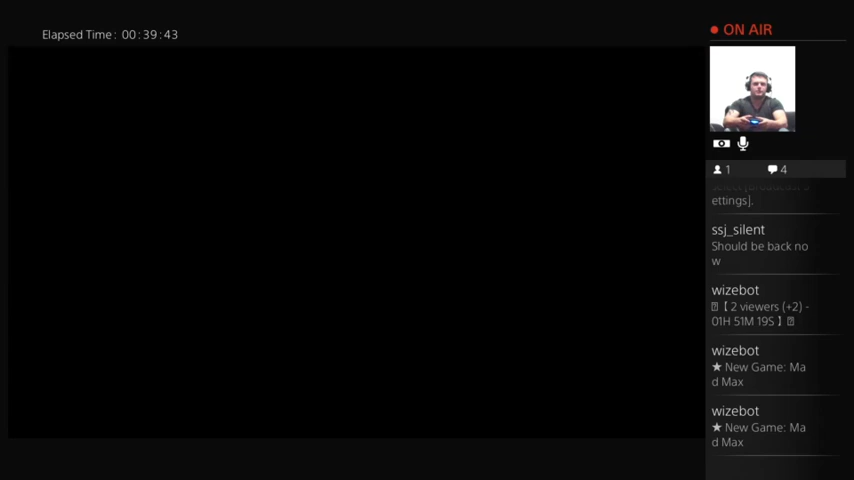 Elapsed Time: 00:39:43
ON AIR
1 4
ettings].
ssj_silent
Should be back no
w
wizebot
【 2 viewers (+2) -
01H 51M 19S 】
wizebot
★ New Game: Ma
d Max
wizebot
★ New Game: Ma
d Max